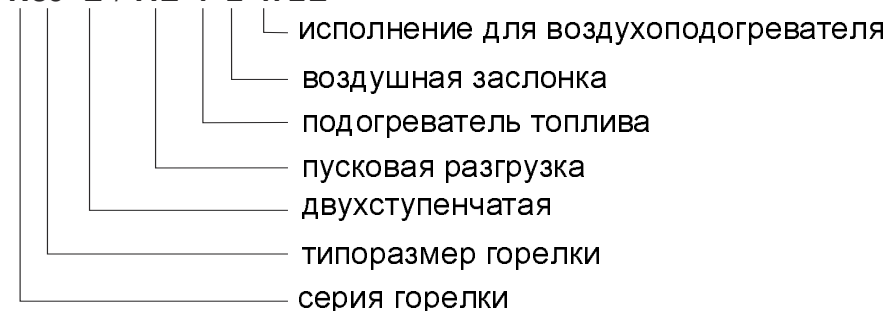 исполнение для воздухоподогревателя
воздушная заслонка
подогреватель топлива
пусковая разгрузка
двухступенчатая
типоразмер горелки
серия горелки